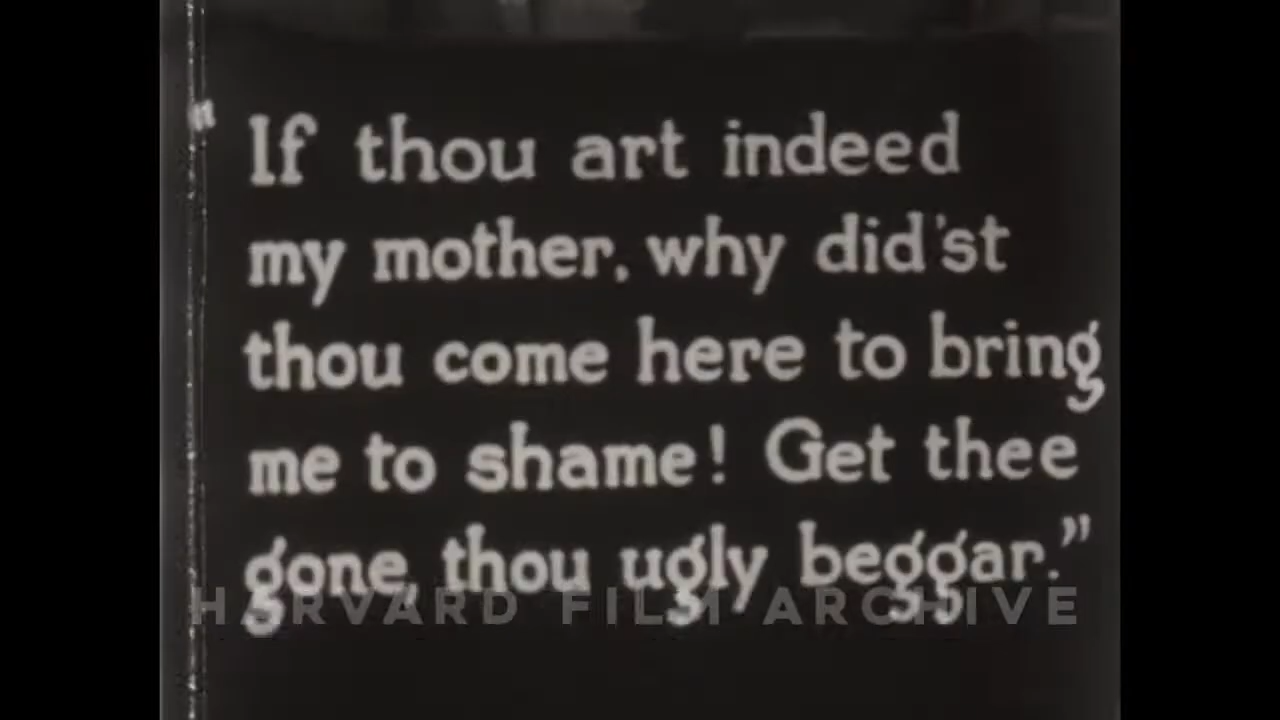 "If thou art indeed
my mother, why did'st
thou come here to bring
me to shame! Get thee
gone, thou ugly beggar."
HARVARD FILM ARCHIVE